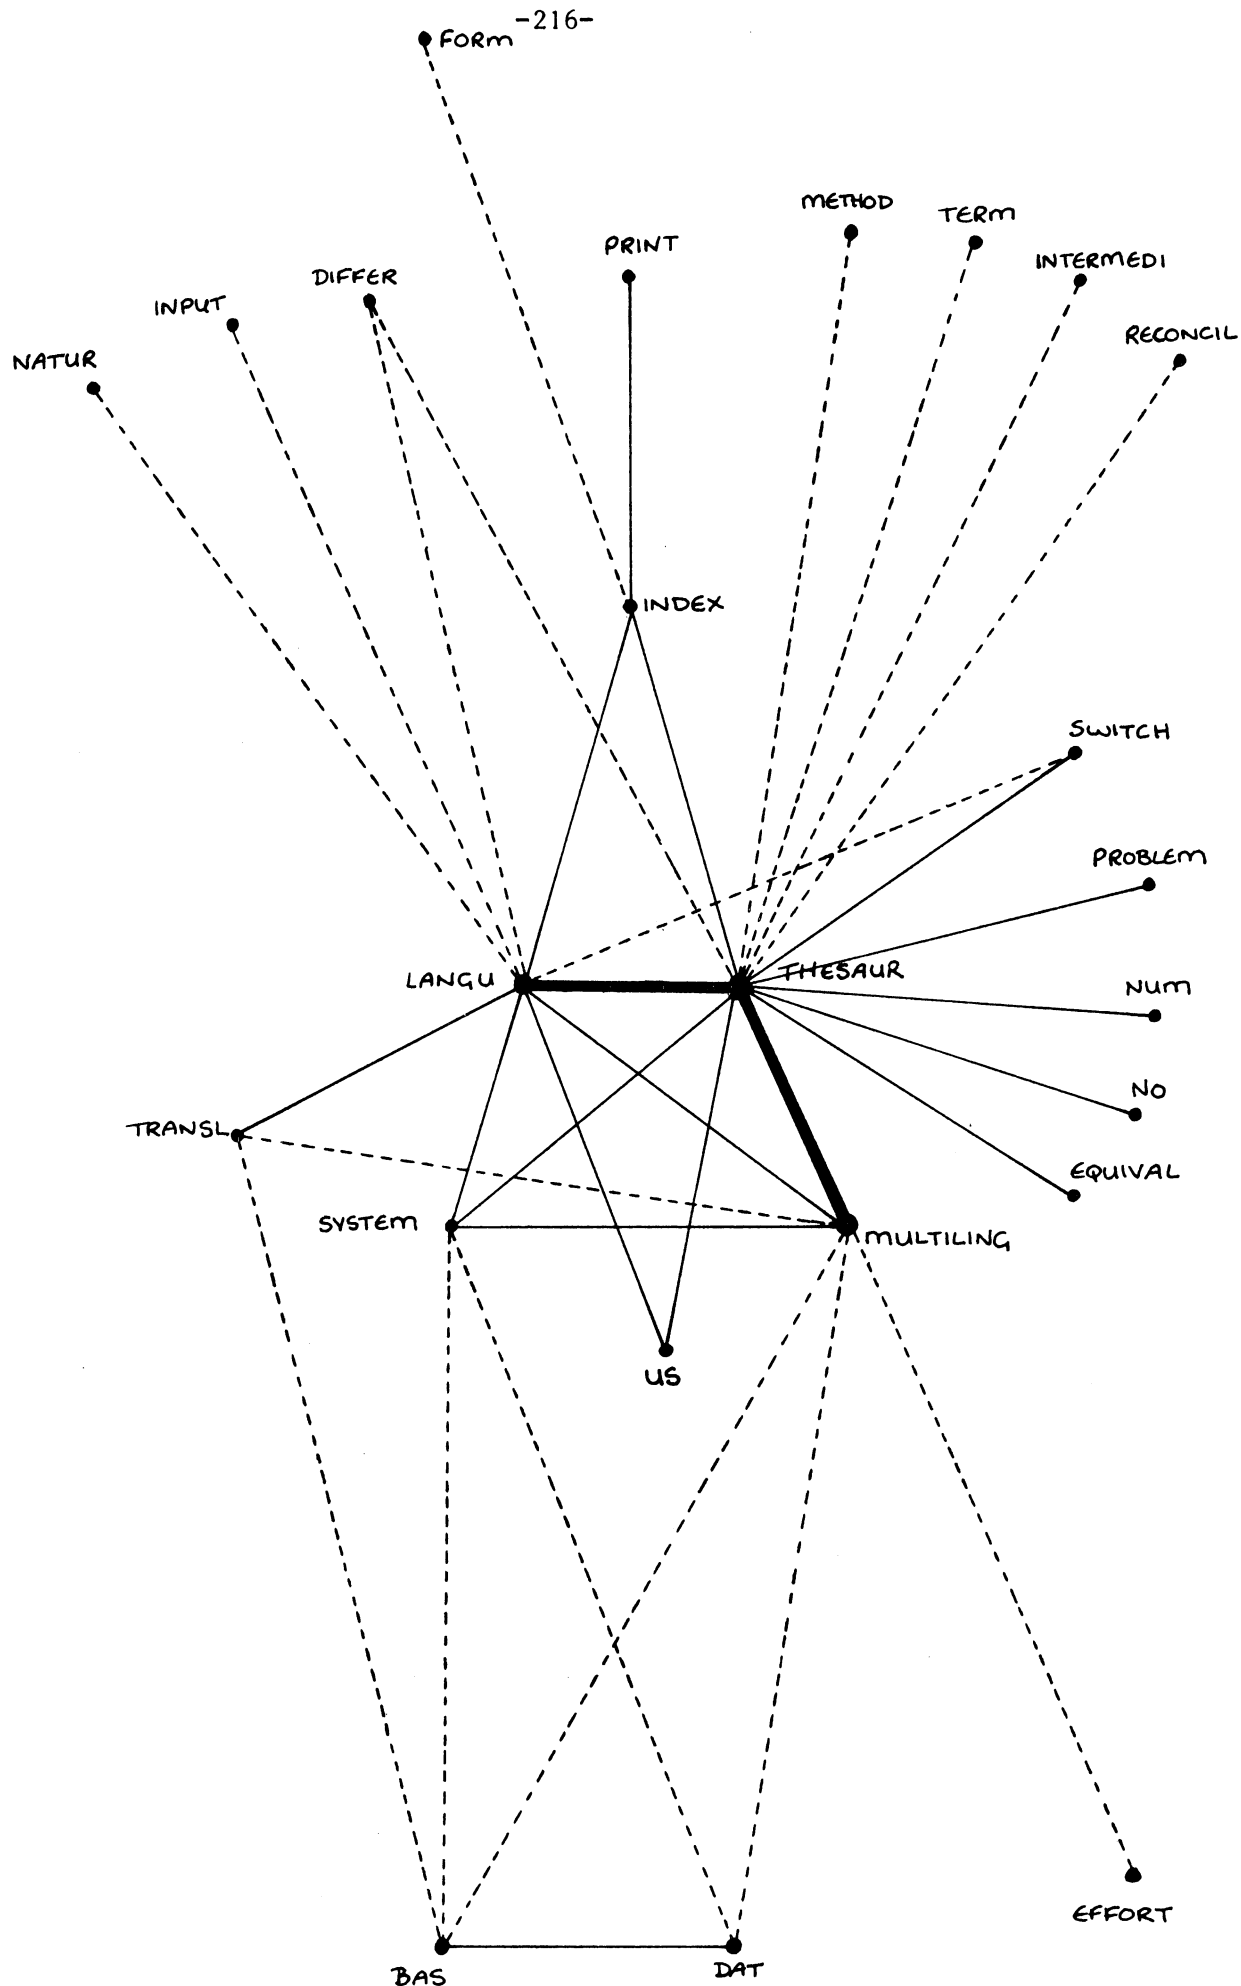 -216-
FORM
METHOD
TERM
PRINT
INTERMEDI
DIFFER
INPUT
RECONCIL
NATUR
INDEX
SWITCH
PROBLEM
LANGU
THESAUR
NUM
NO
TRANSL
EQUIVAL
SYSTEM
MULTILING
US
EFFORT
BAS
DAT